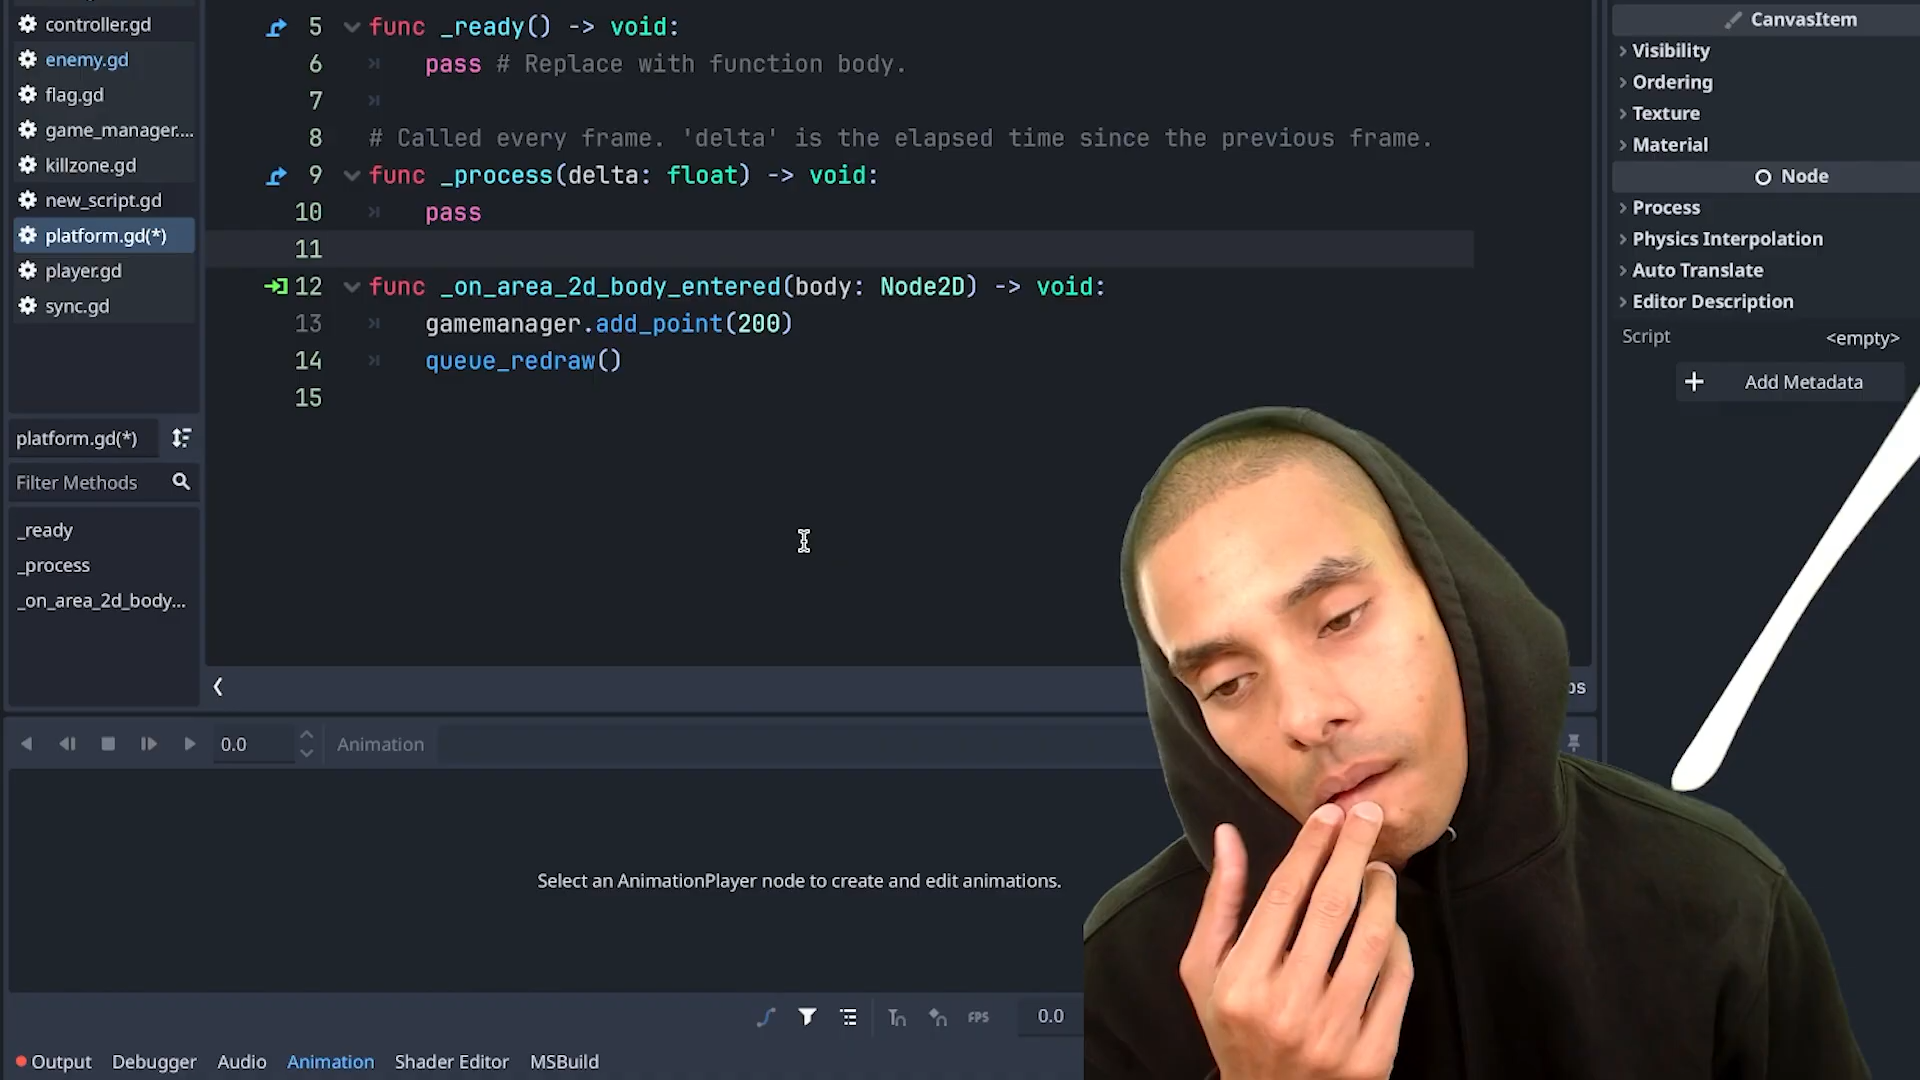 controller.gd
enemy.gd
flag.gd
game_manager....
killzone.gd
new_script.gd
platform.gd(*)
player.gd
sync.gd
platform.gd(*)
Filter Methods
_ready
_process
_on_area_2d_body...
5 func _ready() -> void:
6 pass # Replace with function body.
7
8 # Called every frame. 'delta' is the elapsed time since the previous frame.
9 func _process(delta: float) -> void:
10 pass
11
12 func _on_area_2d_body_entered(body: Node2D) -> void:
13 gamemanager.add_point(200)
14 queue_redraw()
15
CanvasItem
Visibility
Ordering
Texture
Material
Node
Process
Physics Interpolation
Auto Translate
Editor Description
Script <empty>
Add Metadata
0.0 Animation
Select an AnimationPlayer node to create and edit animations.
FPS 0.0
Output Debugger Audio Animation Shader Editor MSBuild